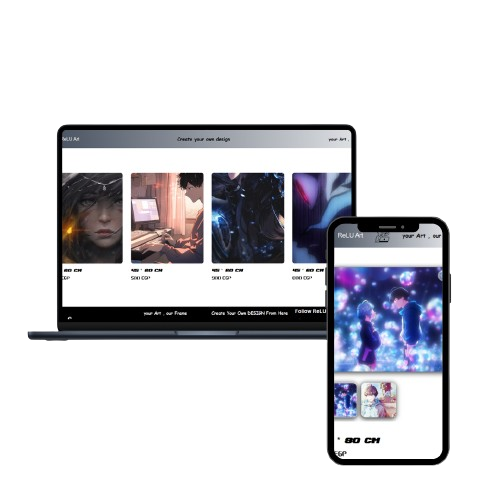 ReLU Art
Create your own design
your Art ,
80 CM
EGP
45 * 80 CM
500 EGP
45 * 80 CM
500 EGP
45 * 80 CM
500 EGP
your Art , our Frame
Create Your Own DESIGN From Here
Follow ReLU
ReLU Art
your Art , our
* 80 CM
EGP